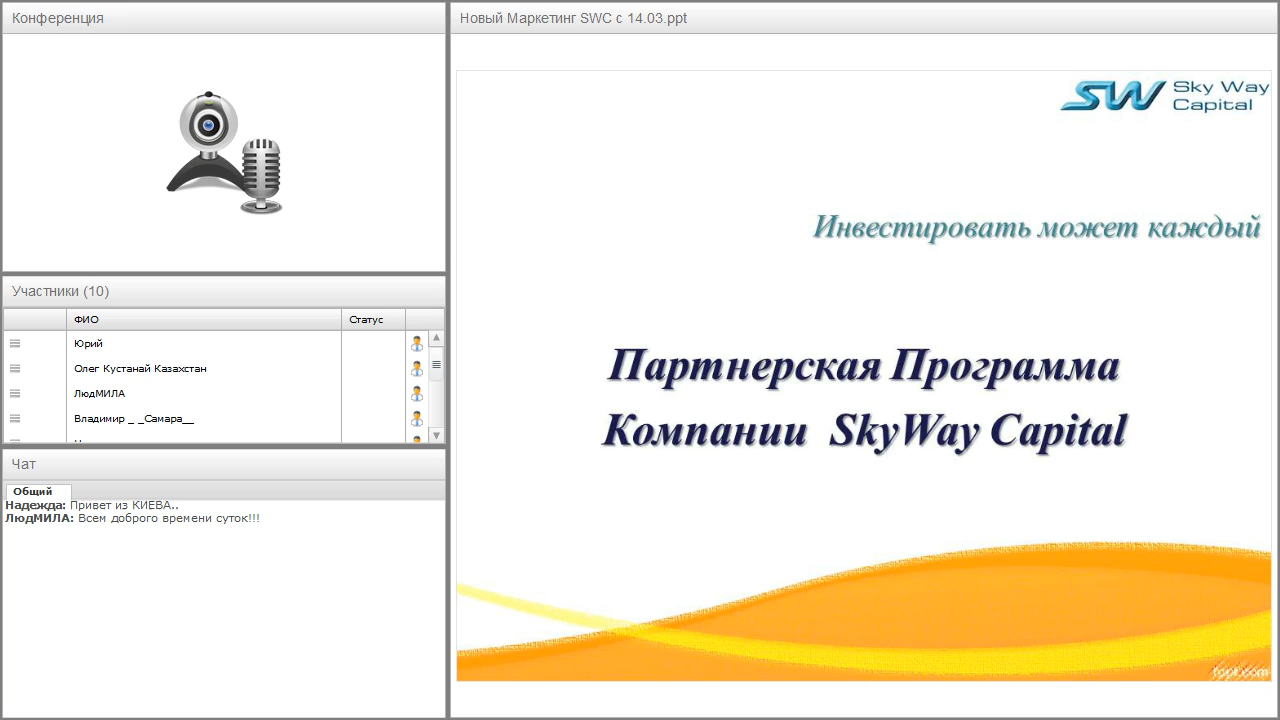 Конференция
Участники (10)
ФИО
Статус
Юрий
Олег Кустанай Казахстан
ЛюдМИЛА
Владимир _ _Самара__
Чат
Общий
Надежда: Привет из КИЕВА..
ЛюдМИЛА: Всем доброго времени суток!!!
Новый Маркетинг SWC с 14.03.ppt
SW Sky Way
Capital
Инвестировать может каждый
Партнерская Программа
Компании SkyWay Capital